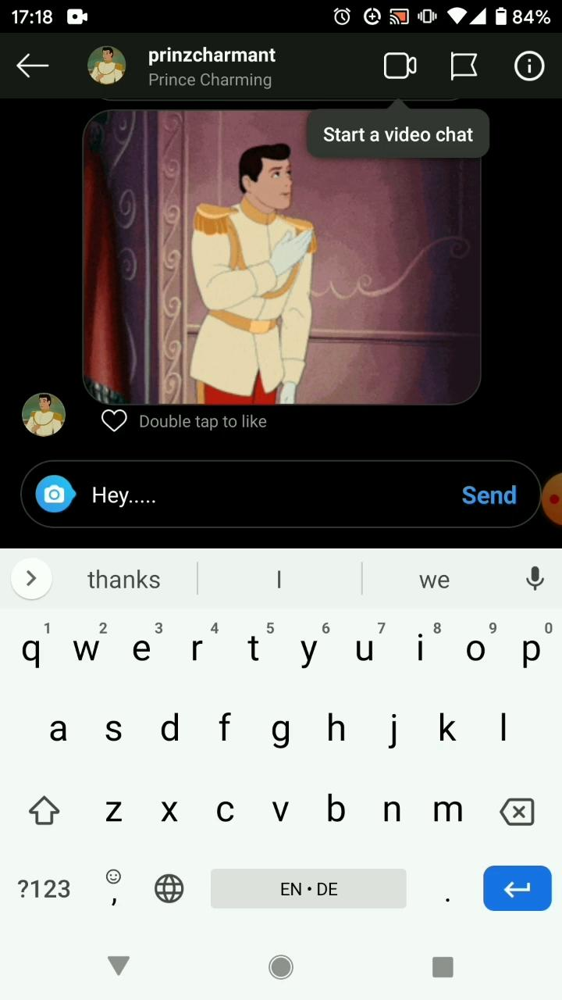 17:18
84%
prinzcharmant
Prince Charming
Start a video chat
Double tap to like
Hey.....
Send
thanks I we
1 2 3 4 5 6 7 8 9 0
q w e r t y u i o p
a s d f g h j k l
z x c v b n m
?123 , EN • DE .